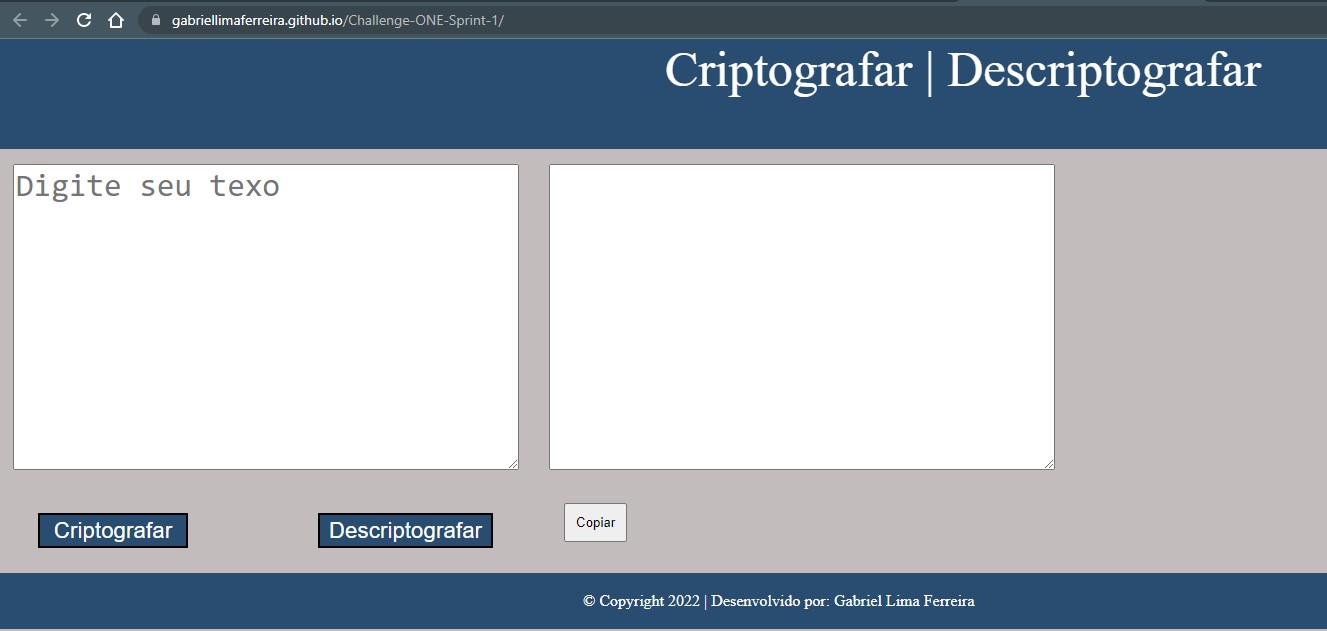 gabriellimaferreira.github.io/Challenge-ONE-Sprint-1/
Criptografar | Descriptografar
Digite seu texo
Criptografar
Descriptografar
Copiar
© Copyright 2022 | Desenvolvido por: Gabriel Lima Ferreira